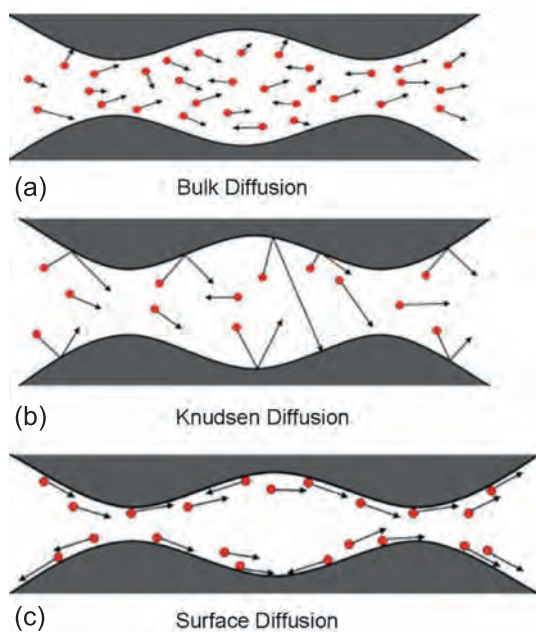 (a)
Bulk Diffusion
(b)
Knudsen Diffusion
(c)
Surface Diffusion